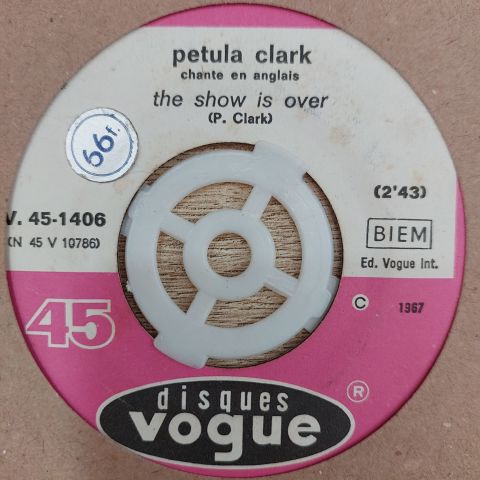 petula clark
chante en anglais
the show is over
(P. Clark)
66f.
(2'43)
V. 45-1406
(N 45 V 10786)
BIEM
Ed. Vogue Int.
45
© 1967
disques
vogue
®